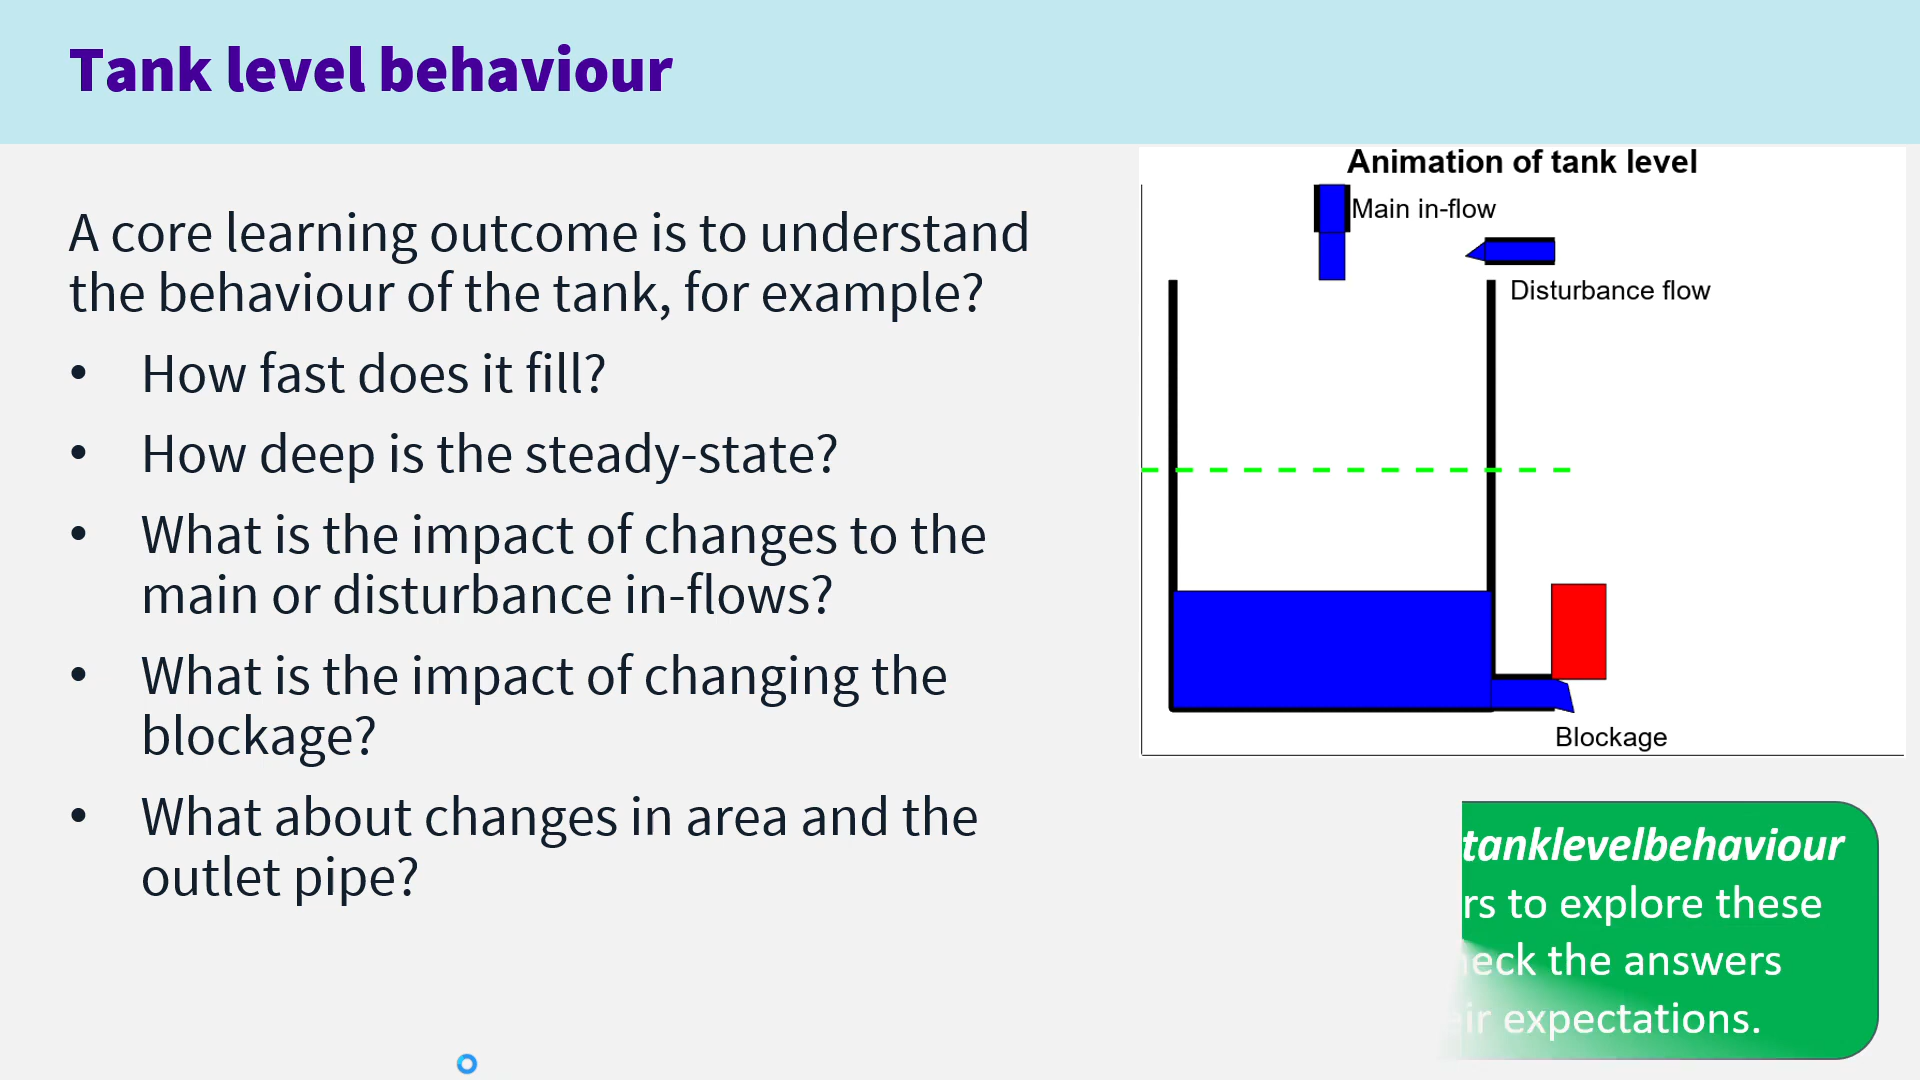 Tank level behaviour
A core learning outcome is to understand
the behaviour of the tank, for example?
• How fast does it fill?
• How deep is the steady-state?
• What is the impact of changes to the
main or disturbance in-flows?
• What is the impact of changing the
blockage?
• What about changes in area and the
outlet pipe?
Animation of tank level
Main in-flow
Disturbance flow
Blockage
tanklevelbehaviour
to explore these
the answers
expectations.